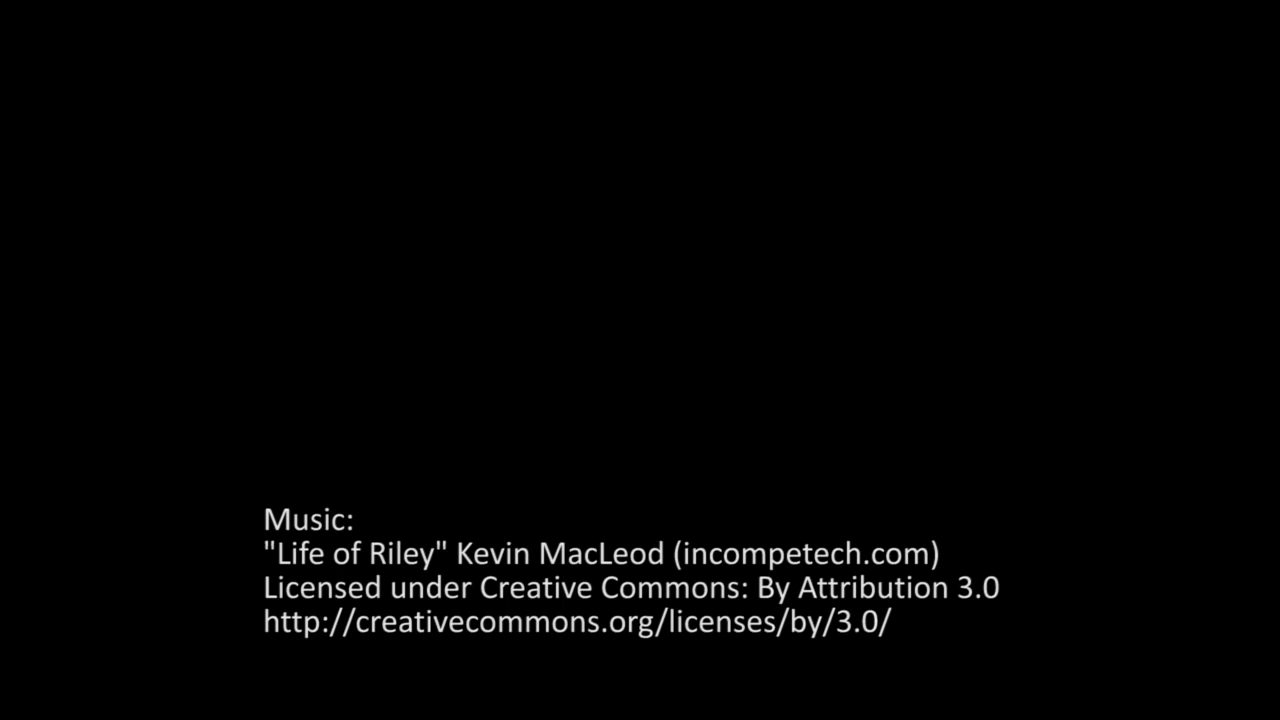 Music:
"Life of Riley" Kevin MacLeod (incompetech.com)
Licensed under Creative Commons: By Attribution 3.0
http://creativecommons.org/licenses/by/3.0/